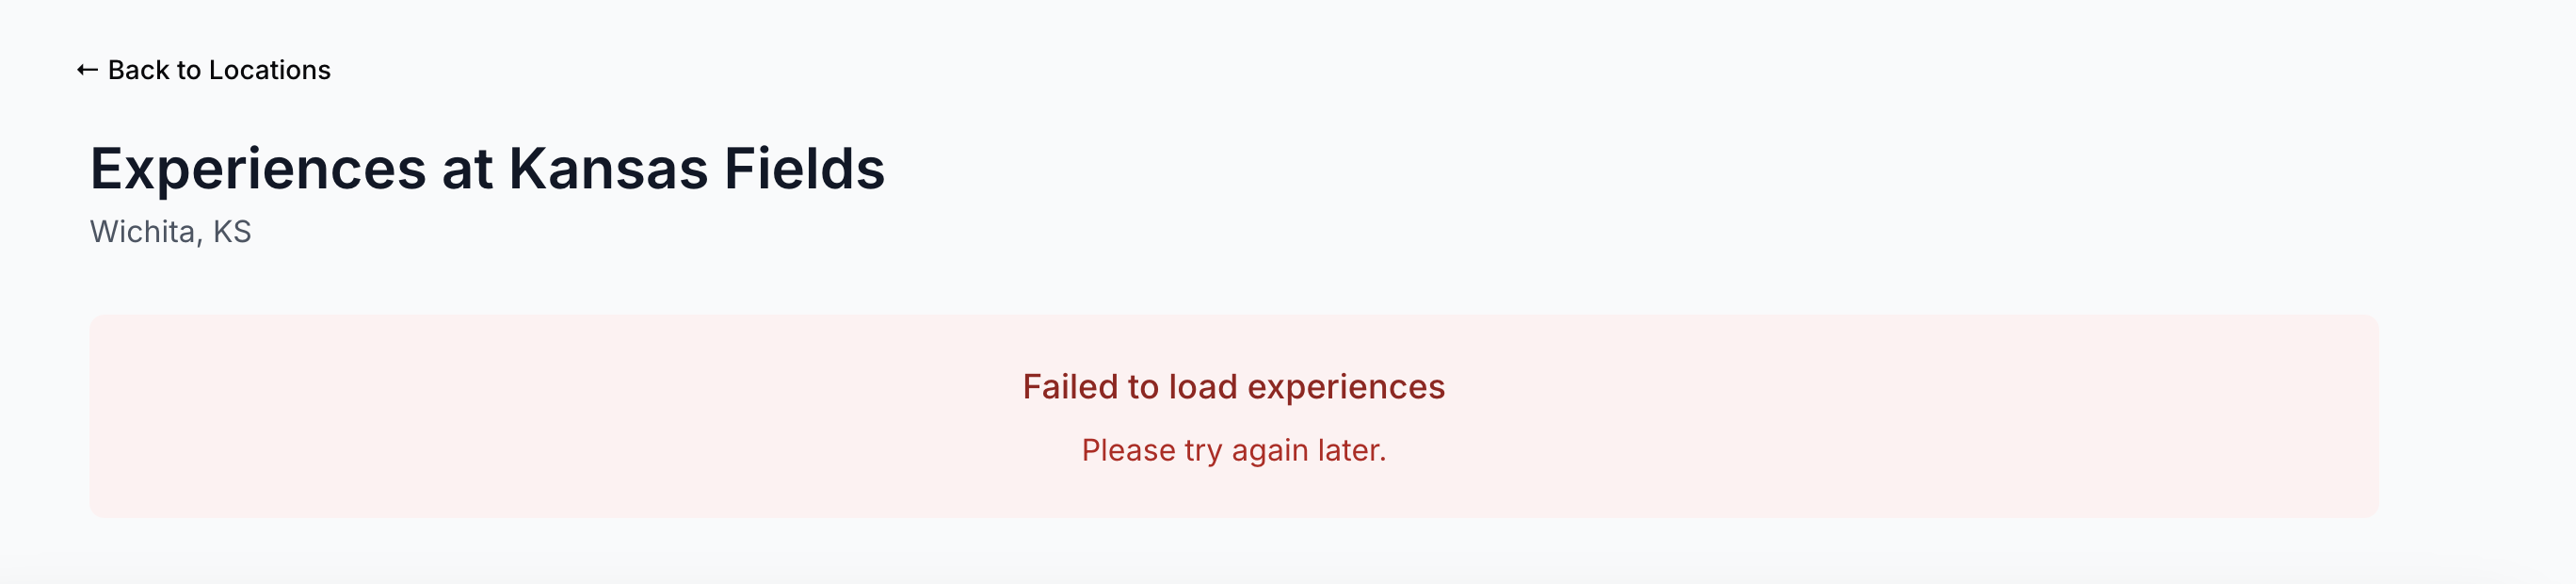 ← Back to Locations
Experiences at Kansas Fields
Wichita, KS
Failed to load experiences
Please try again later.